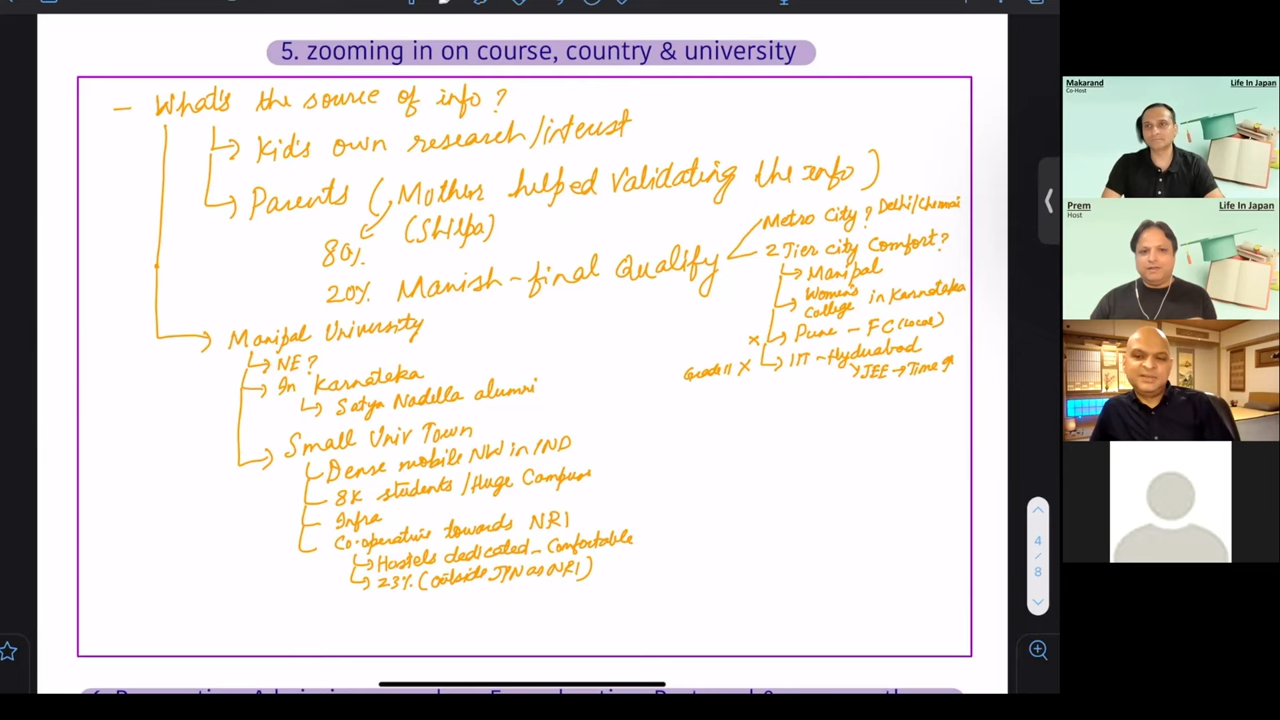 5. zooming in on course, country & university
– What's the source of info ?
↳ Kid's own research/interest
↳ Parents ( Mother helped Validating the info )
(Shilpa)
80%
20% Manish - final Qualify
Metro City ? Delhi/Chennai
2 Tier city Comfort ?
↳ Manipal
↳ Women's College in Karnataka
x ↳ Pune – FC (Local)
Grade 11 x ↳ IIT – Hyderabad
JEE → Time
→ Manipal University
↳ NE ?
↳ In Karnataka
↳ Satya Nadella alumni
→ Small Univ Town
Dense mobile NW in IND
8K students / Huge Campus
Infra
Co-operative towards NRI
↳ Hostels dedicated – Comfortable
↳ 23% (outside JPN as NRI)
4
/
8
Makarand
Co-Host
Life In Japan
Prem
Host
Life In Japan